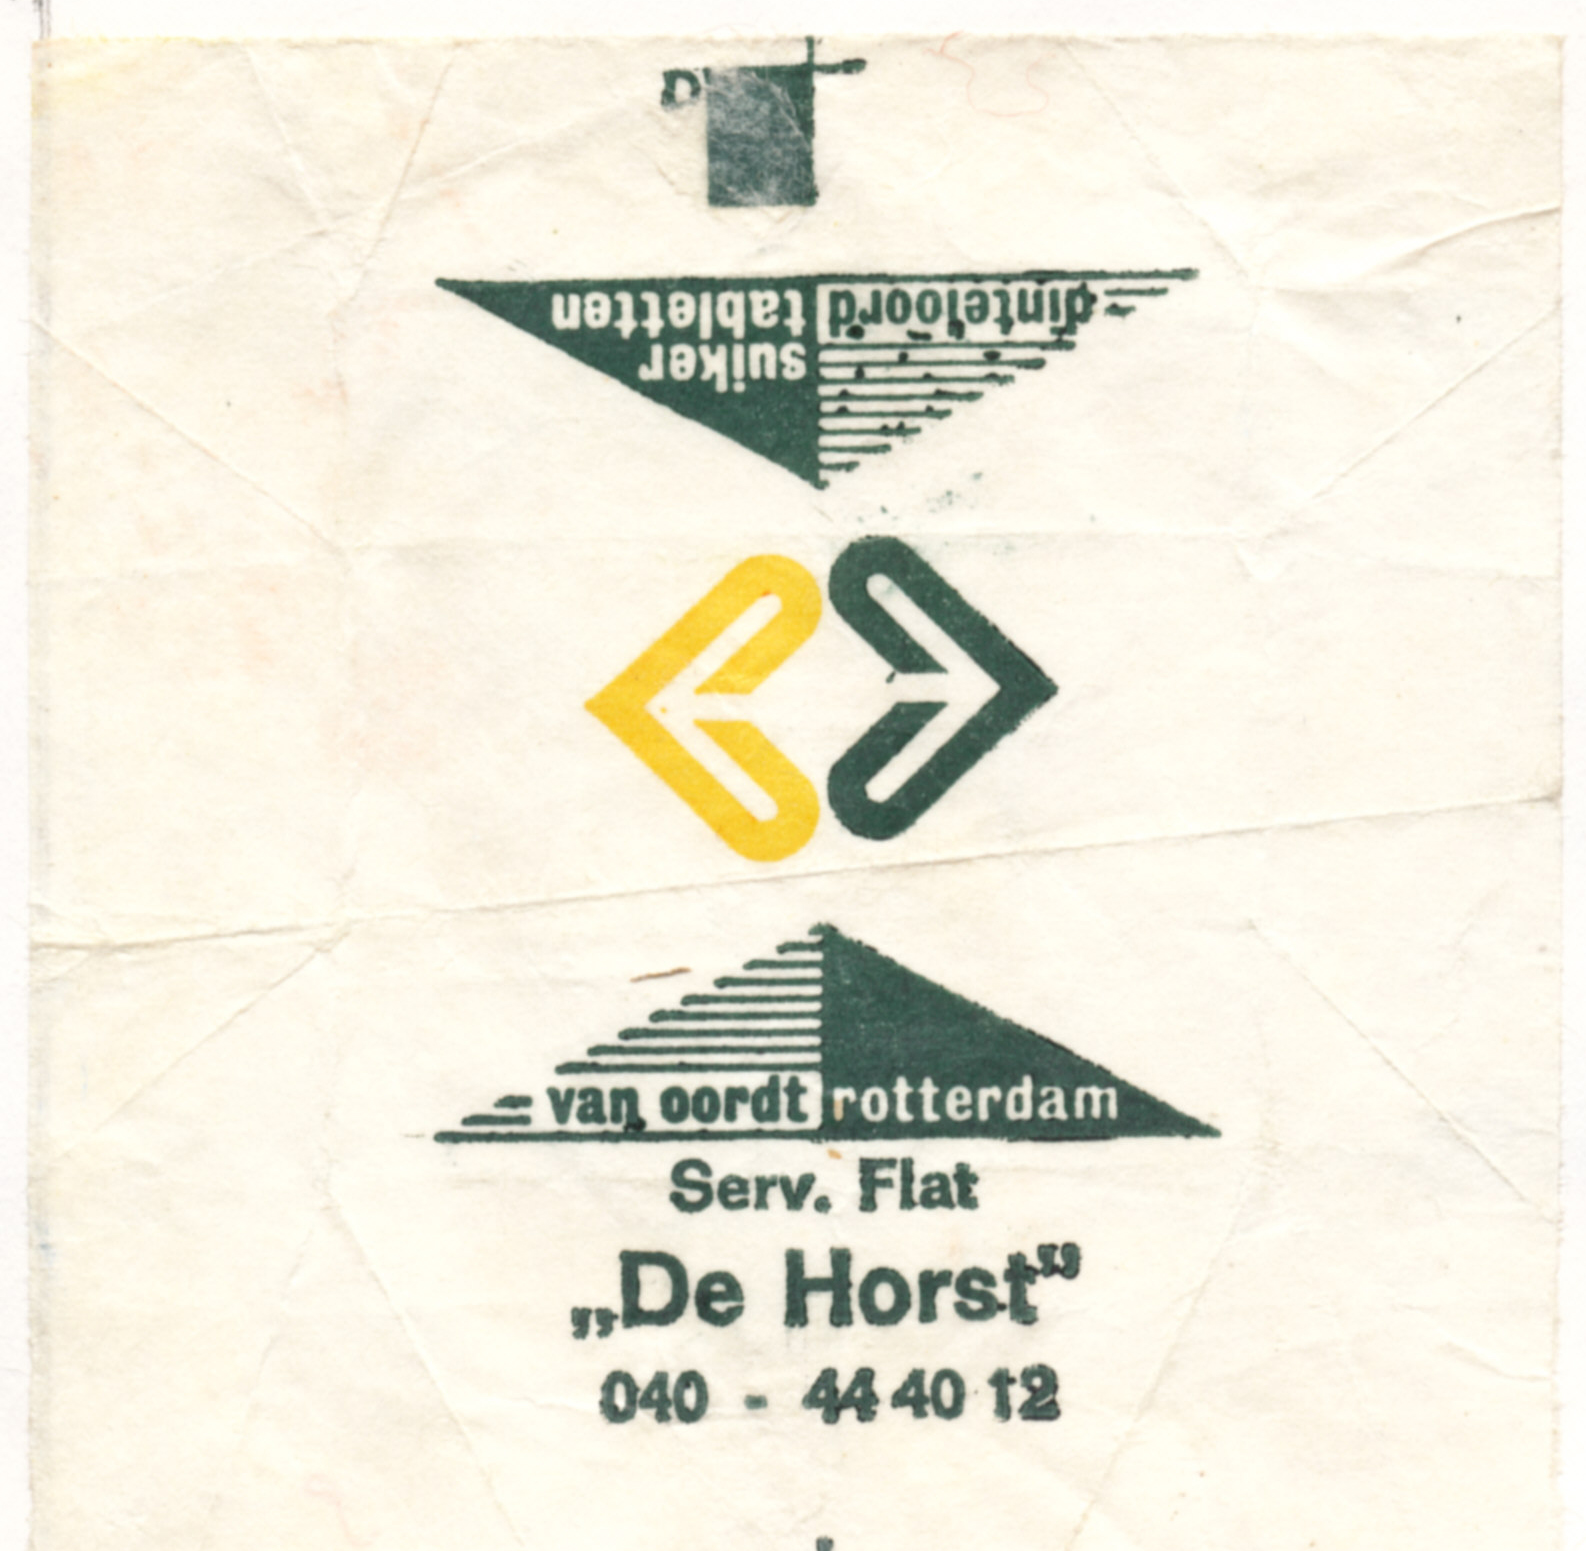 dinteloord
tabletten
suiker
van oordt rotterdam
Serv. Flat
„De Horst”
040 - 44 40 12